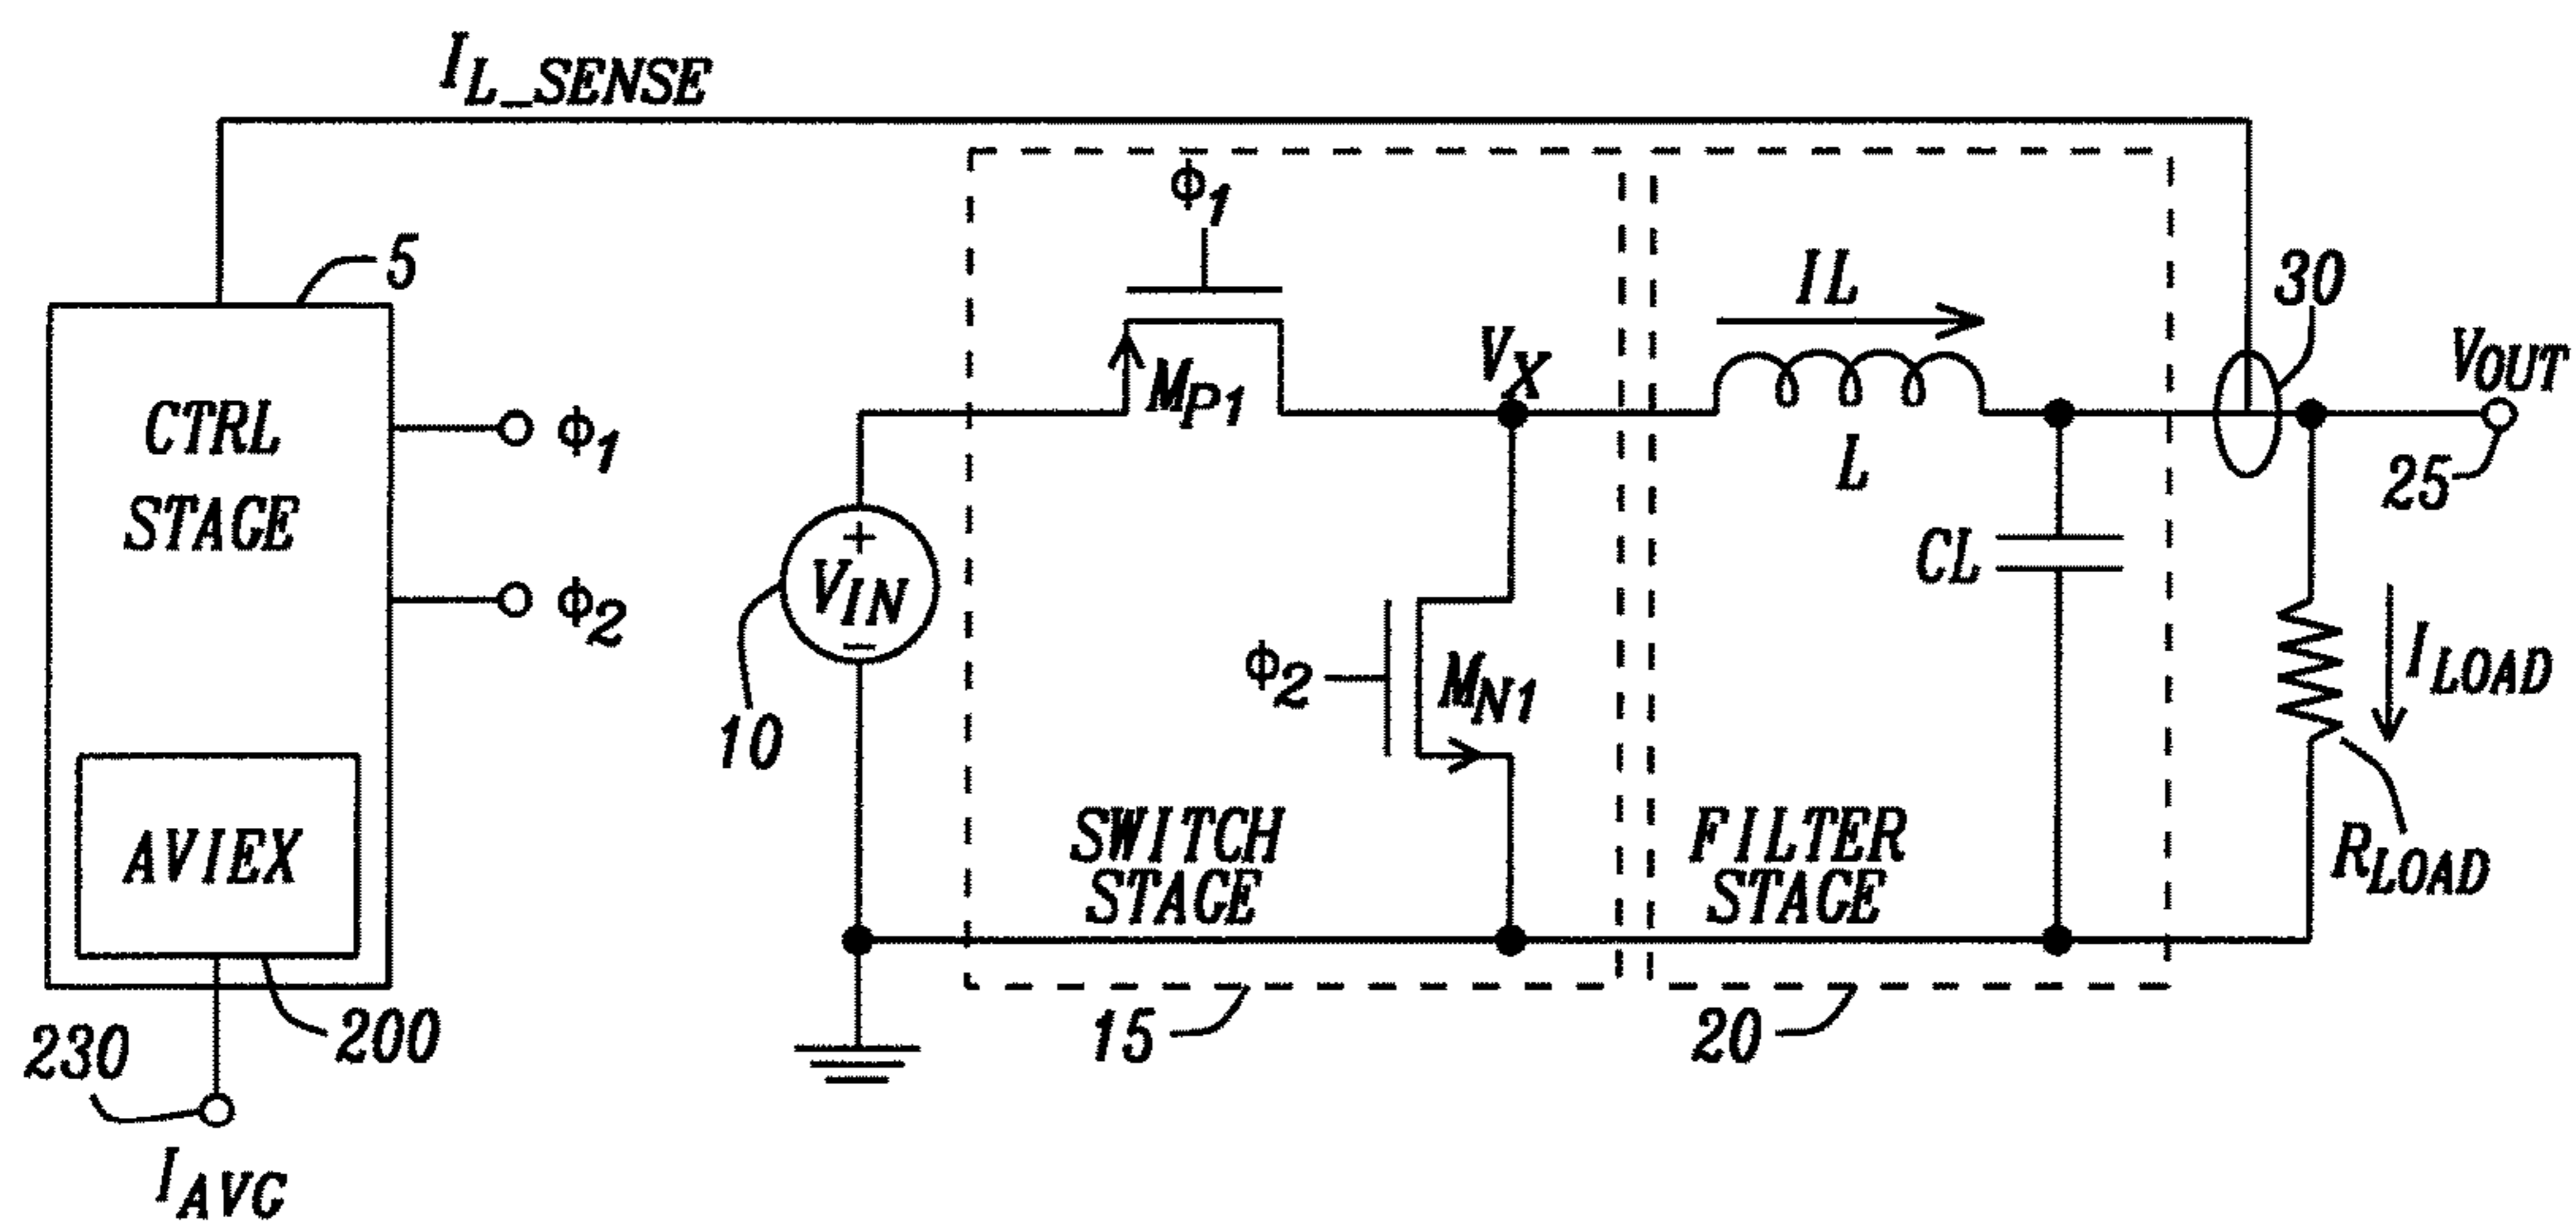 IL_SENSE
5
CTRL
STAGE
ϕ1
ϕ2
AVIEX
200
230
IAVG
10
+
VIN
−
ϕ1
MP1
VX
ϕ2
MN1
SWITCH
STAGE
15
IL
L
CL
FILTER
STAGE
20
30
VOUT
25
ILOAD
RLOAD